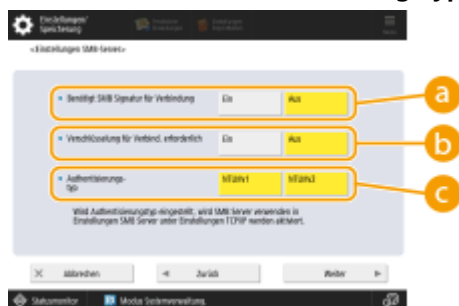 Einstellungen/
Speicherung
<Einstellungen SMB-Server>
Benötigt SMB Signatur für Verbindung
Ein
Aus
a
Verschlüsselung für Verbind. erforderlich
Ein
Aus
b
Authentisierungs-
typ
NTLMv1
NTLMv2
c
Wird Authentisierungstyp eingestellt, wird SMB Server verwenden in
Einstellungen SMB Server unter Einstellungen TCP/IP werden aktiviert.
Abbrechen
Zurück
Weiter
Statusmonitor
Modus Systemverwaltung.